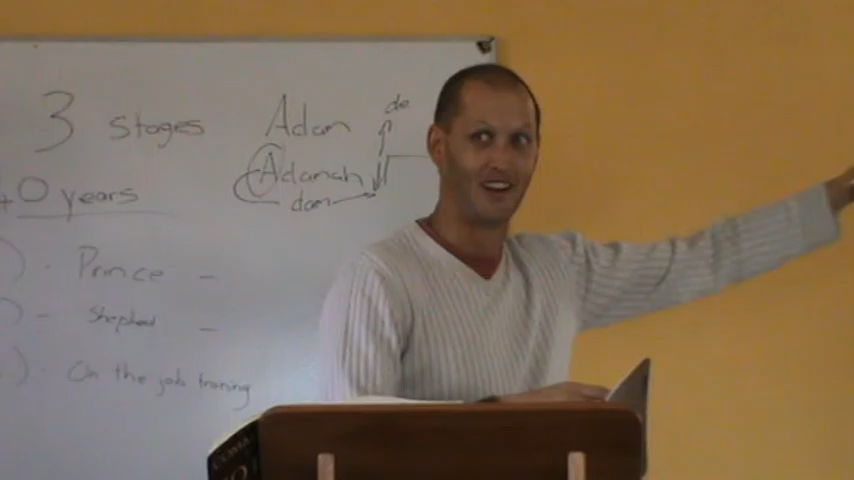 3 stages
40 years
Prince -
Shepherd -
On the job training
Adam
Adamah
dam
de